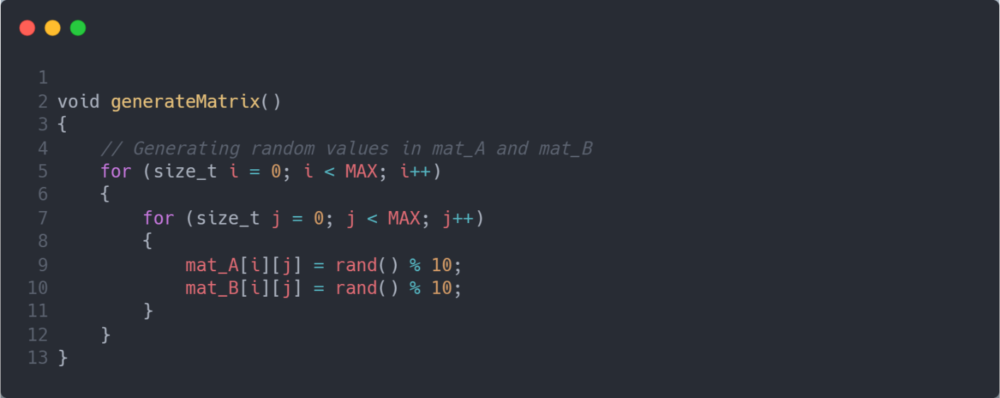 1
2 void generateMatrix()
3 {
4     // Generating random values in mat_A and mat_B
5     for (size_t i = 0; i < MAX; i++)
6     {
7         for (size_t j = 0; j < MAX; j++)
8         {
9             mat_A[i][j] = rand() % 10;
10             mat_B[i][j] = rand() % 10;
11         }
12     }
13 }